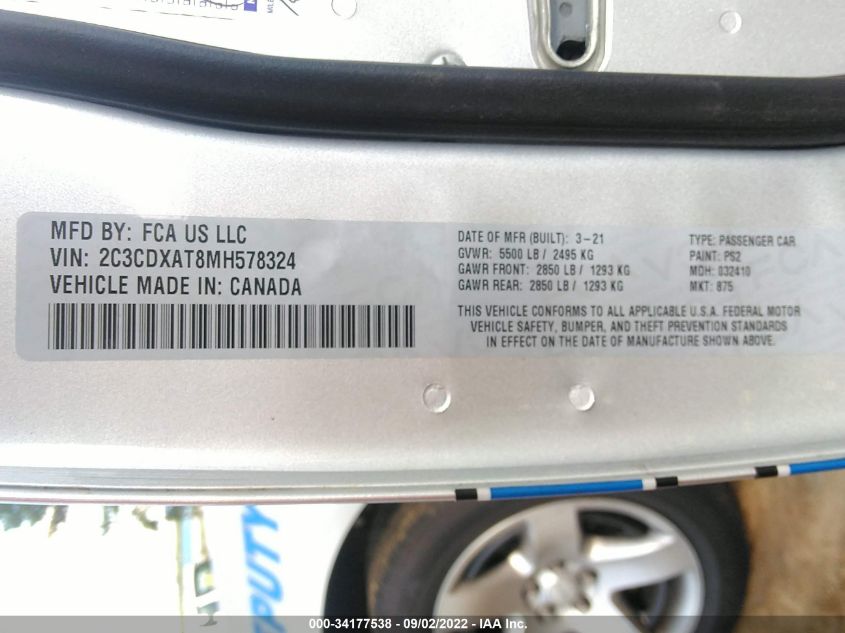 MFD BY: FCA US LLC
VIN: 2C3CDXAT8MH578324
VEHICLE MADE IN: CANADA
DATE OF MFR (BUILT): 3-21
GVWR: 5500 LB / 2495 KG
GAWR FRONT: 2850 LB / 1293 KG
GAWR REAR: 2850 LB / 1293 KG
TYPE: PASSENGER CAR
PAINT: PS2
MDH: 032410
MKT: 875
THIS VEHICLE CONFORMS TO ALL APPLICABLE U.S.A. FEDERAL MOTOR
VEHICLE SAFETY, BUMPER, AND THEFT PREVENTION STANDARDS
IN EFFECT ON THE DATE OF MANUFACTURE SHOWN ABOVE.
PUTY
000-34177538 - 09/02/2022 - IAA Inc.